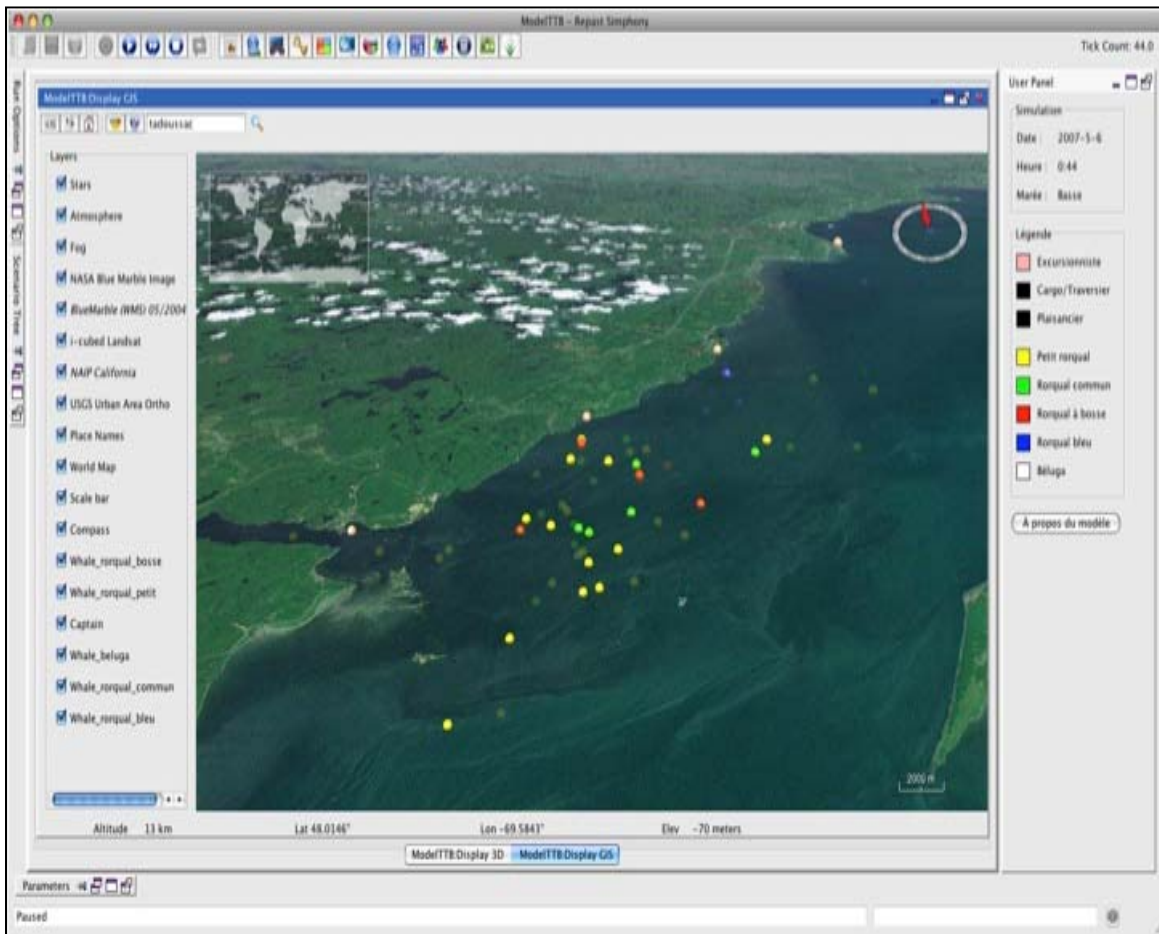 ModelTTB - Repast Simphony
Tick Count: 44.0
Run Options
Scenario Tree
ModelTTB:Display GIS
tadoussac
Layers
Stars
Atmosphere
Fog
NASA Blue Marble Image
BlueMarble (WMS) 05/2004
i-cubed Landsat
NAIP California
USGS Urban Area Ortho
Place Names
World Map
Scale bar
Compass
Whale_rorqual_bosse
Whale_rorqual_petit
Captain
Whale_beluga
Whale_rorqual_commun
Whale_rorqual_bleu
2000 m
Altitude 13 km
Lat 48.0146°
Lon -69.5843°
Elev -70 meters
ModelTTB:Display 3D
ModelTTB:Display GIS
User Panel
Simulation
Date : 2007-5-6
Heure : 0:44
Marée : Basse
Légende
Excursionniste
Cargo/Traversier
Plaisancier
Petit rorqual
Rorqual commun
Rorqual à bosse
Rorqual bleu
Béluga
À propos du modèle
Parameters
Paused